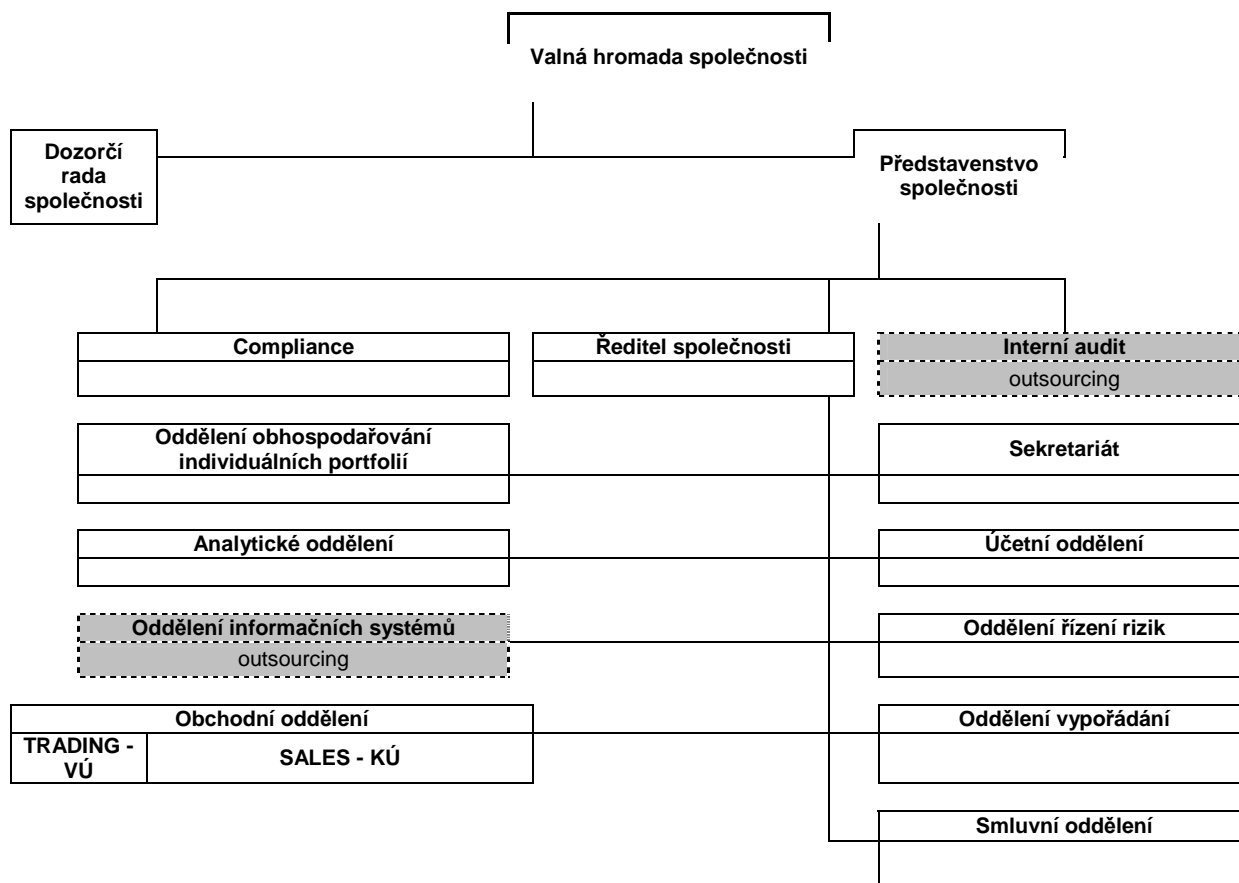 Valná hromada společnosti
Dozorčí
rada
společnosti
Představenstvo
společnosti
Compliance
Ředitel společnosti
Interní audit
outsourcing
Oddělení obhospodařování
individuálních portfolií
Sekretariát
Analytické oddělení
Účetní oddělení
Oddělení informačních systémů
outsourcing
Oddělení řízení rizik
Obchodní oddělení
TRADING -
VÚ
SALES - KÚ
Oddělení vypořádání
Smluvní oddělení